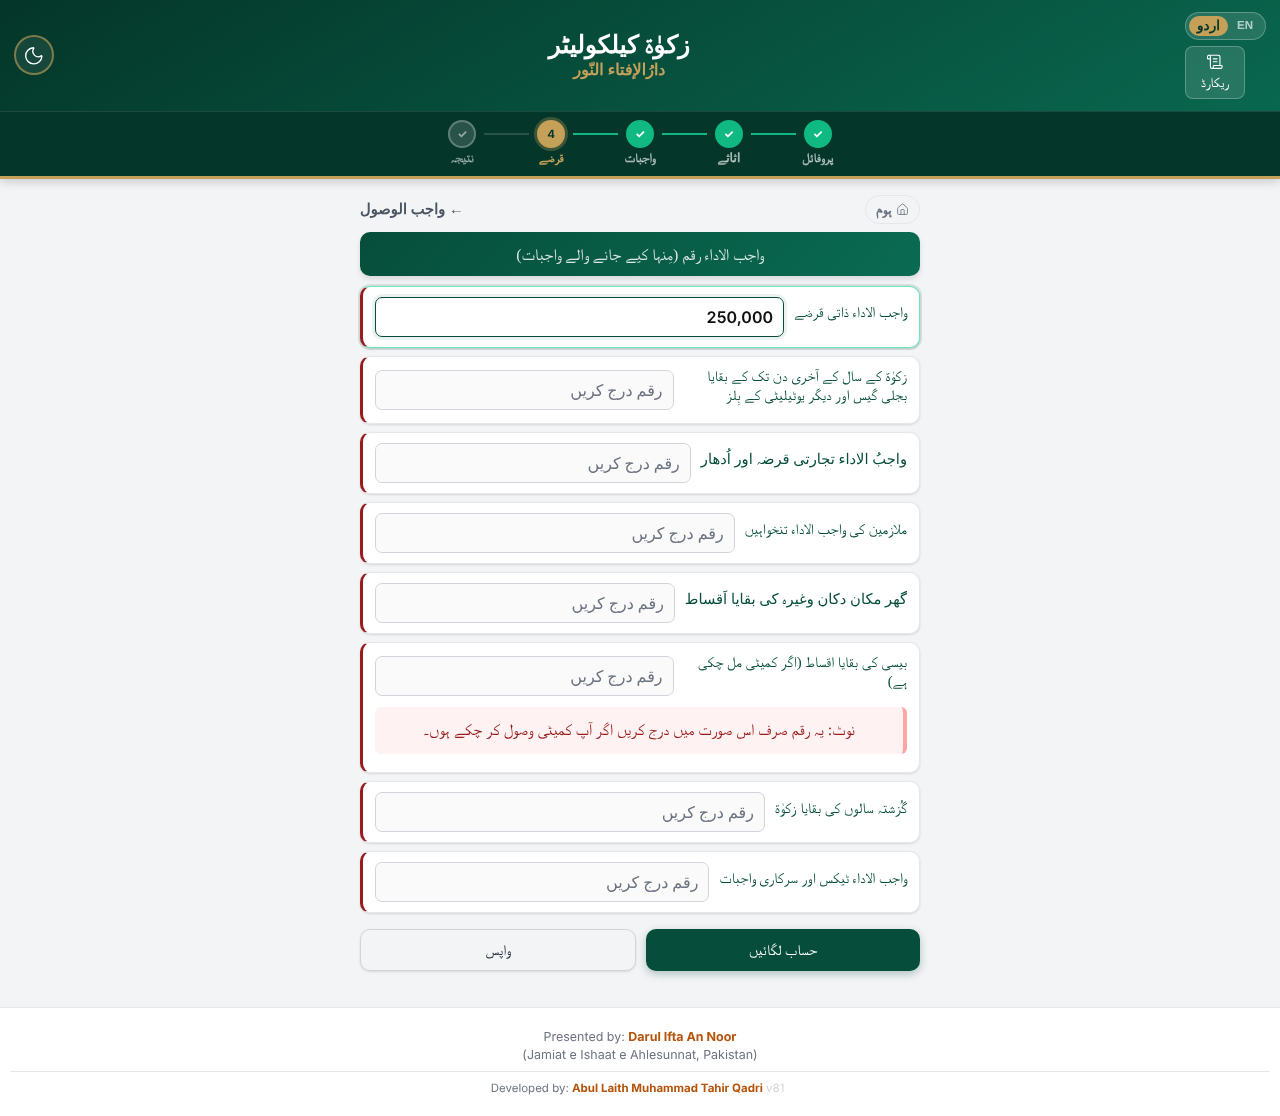 زکوٰۃ کیلکولیٹر
دارُالإفتاء النّور
اردو EN
ریکارڈ
پروفائل
اثاثے
واجبات
4
قرضے
نتیجہ
ہوم
← واجب الوصول
واجب الاداء رقم (مِنہا کیے جانے والے واجبات)
واجب الاداء ذاتی قرضے
250,000
زکوٰۃ کے سال کے آخری دن تک کے بقایا
بجلی گیس اور دیگر یوٹیلیٹی کے بِلز
رقم درج کریں
واجبُ الاداء تجارتی قرضہ اور اُدھار
رقم درج کریں
ملازمین کی واجب الاداء تنخواہیں
رقم درج کریں
گھر مکان دکان وغیرہ کی بقایا اَقساط
رقم درج کریں
بیسی کی بقایا اقساط (اگر کمیٹی مل چکی
ہے)
رقم درج کریں
نوٹ: یہ رقم صرف اس صورت میں درج کریں اگر آپ کمیٹی وصول کر چکے ہوں۔
گُزشتہ سالوں کی بقایا زکوٰۃ
رقم درج کریں
واجب الاداء ٹیکس اور سرکاری واجبات
رقم درج کریں
حساب لگائیں
واپس
Presented by: Darul Ifta An Noor
(Jamiat e Ishaat e Ahlesunnat, Pakistan)
Developed by: Abul Laith Muhammad Tahir Qadri v81